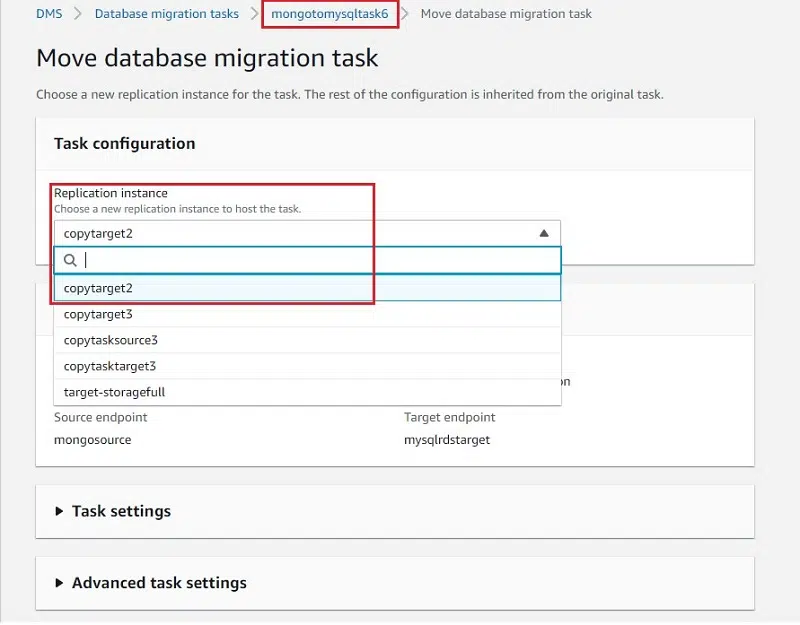 DMS > Database migration tasks > mongotomysqltask6 > Move database migration task
Move database migration task
Choose a new replication instance for the task. The rest of the configuration is inherited from the original task.
Task configuration
Replication instance
Choose a new replication instance to host the task.
copytarget2
copytarget2
copytarget3
copytasksource3
copytasktarget3
target-storagefull
Source endpoint Target endpoint
mongosource mysqlrdstarget
Task settings
Advanced task settings